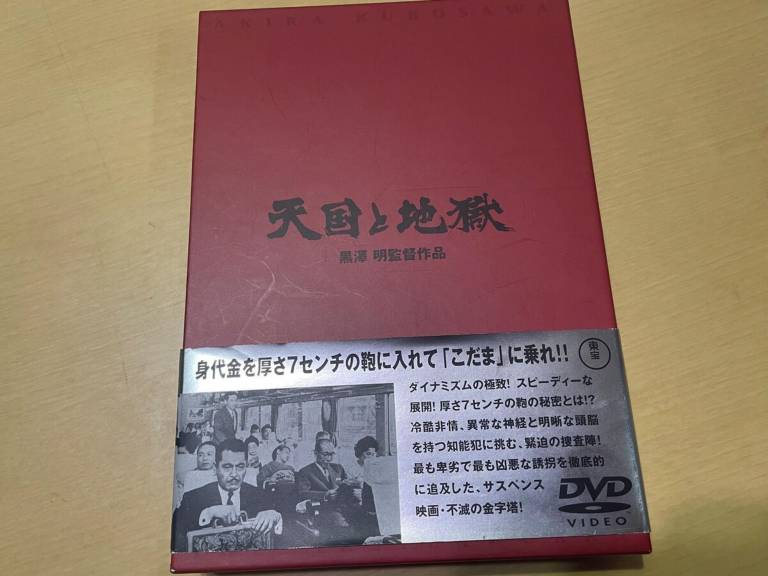 AKIRA KUROSAWA
天国と地獄
黒澤 明監督作品
身代金を厚さ7センチの鞄に入れて「こだま」に乗れ!!
東宝
ダイナミズムの極致! スピーディーな
展開! 厚さ7センチの鞄の秘密とは!?
冷酷非情、異常な神経と明晰な頭脳
を持つ知能犯に挑む、緊迫の捜査陣!
最も卑劣で最も凶悪な誘拐を徹底的
に追及した、サスペンス
映画・不滅の金字塔!
DVD
VIDEO